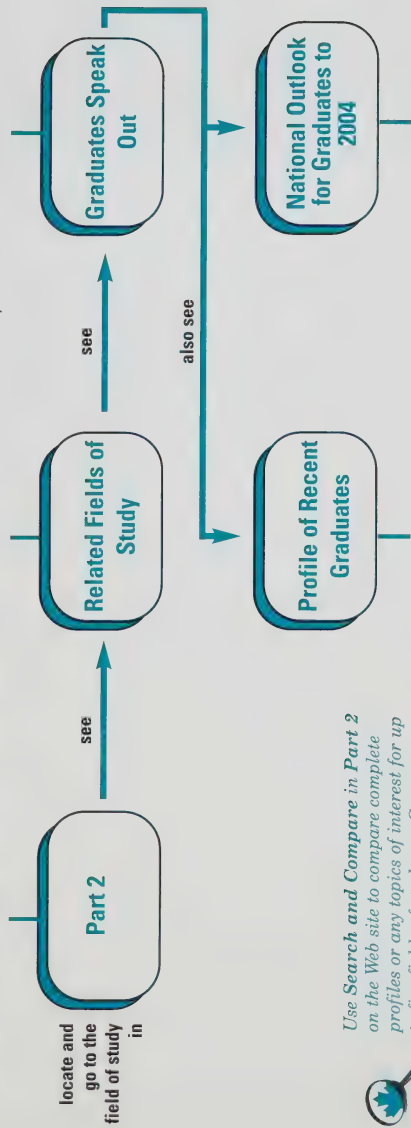 locate and
go to the
field of study
in
Part 2
see
Related Fields of
Study
see
Graduates Speak
Out
also see
Profile of Recent
Graduates
National Outlook
for Graduates to
2004
Use Search and Compare in Part 2
on the Web site to compare complete
profiles or any topics of interest for up